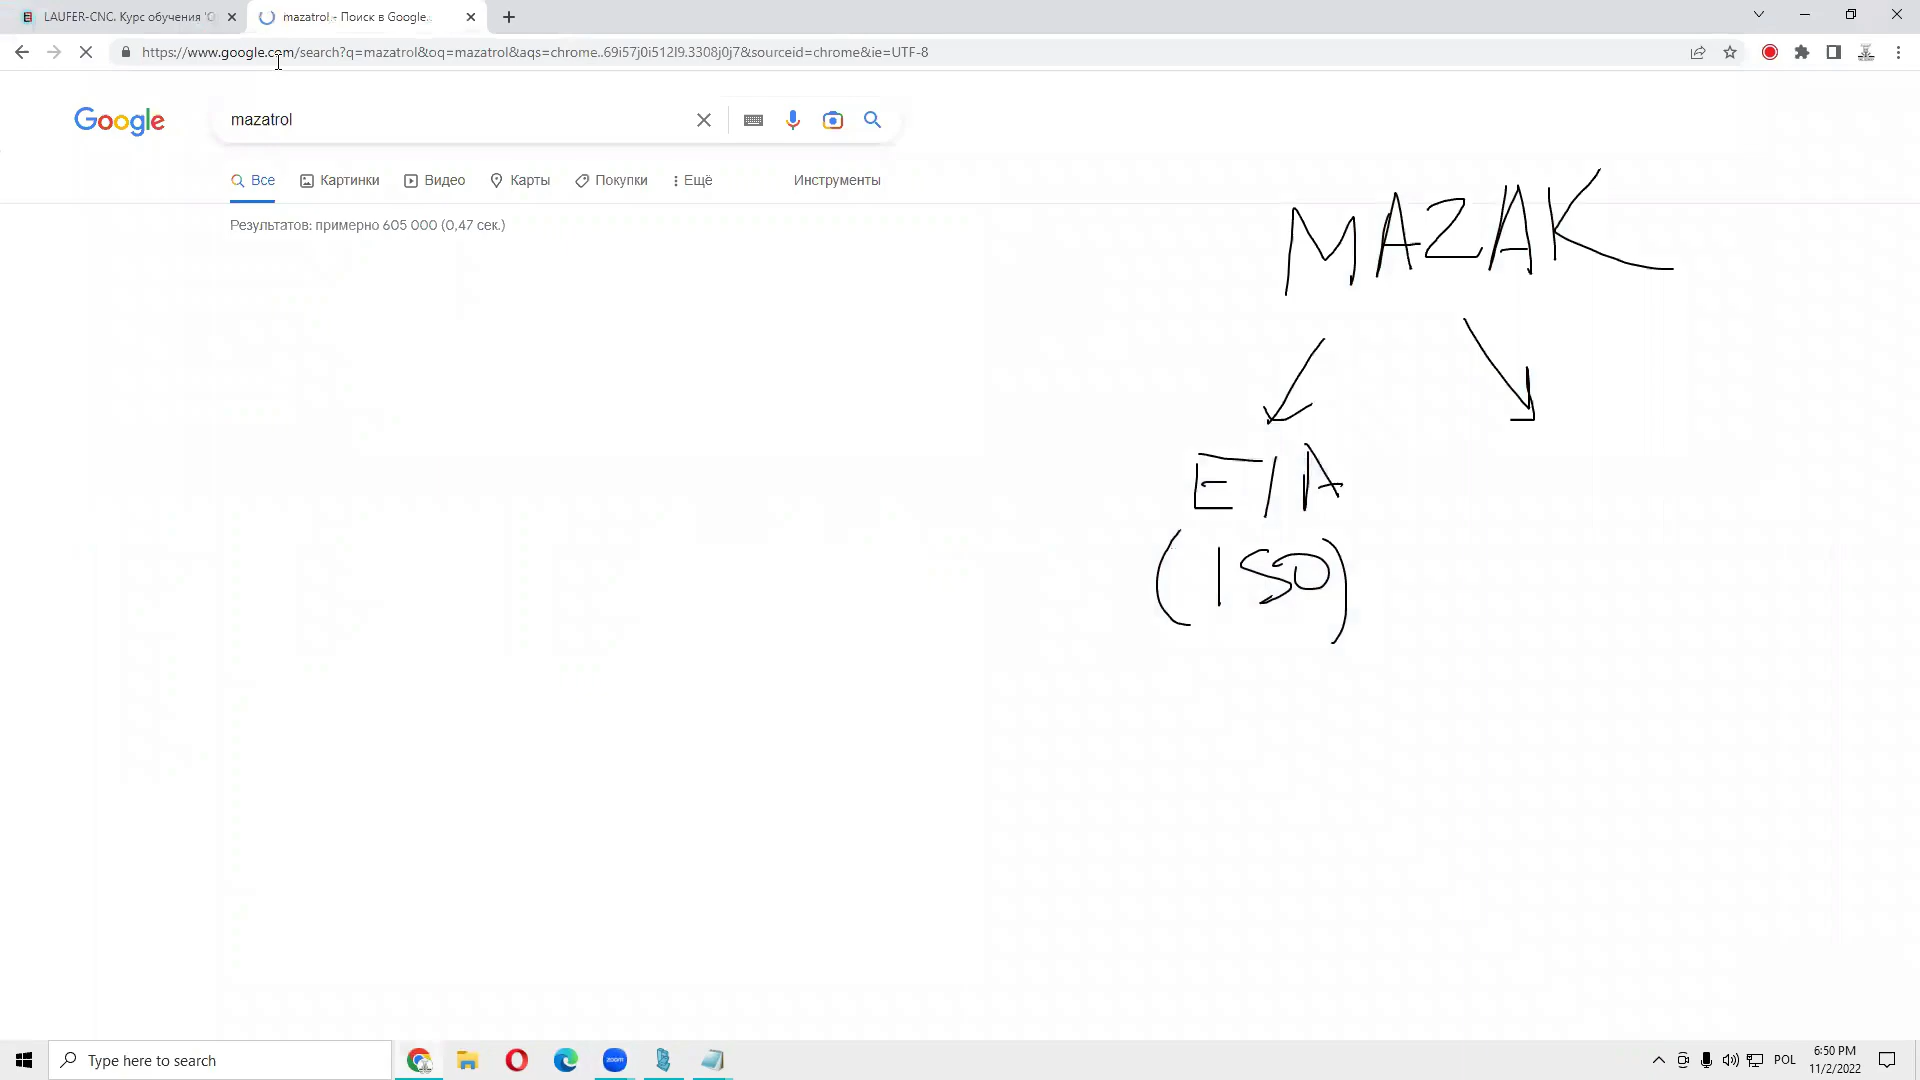 LAUFER-CNC. Курс обучения 'О
mazatrol - Поиск в Google
https://www.google.com/search?q=mazatrol&oq=mazatrol&aqs=chrome..69i57j0i512l9.3308j0j7&sourceid=chrome&ie=UTF-8
Google
mazatrol
Все
Картинки
Видео
Карты
Покупки
Ещё
Инструменты
Результатов: примерно 605 000 (0,47 сек.)
MAZAK
EIA
(ISO)
Type here to search
zoom
POL
6:50 PM
11/2/2022